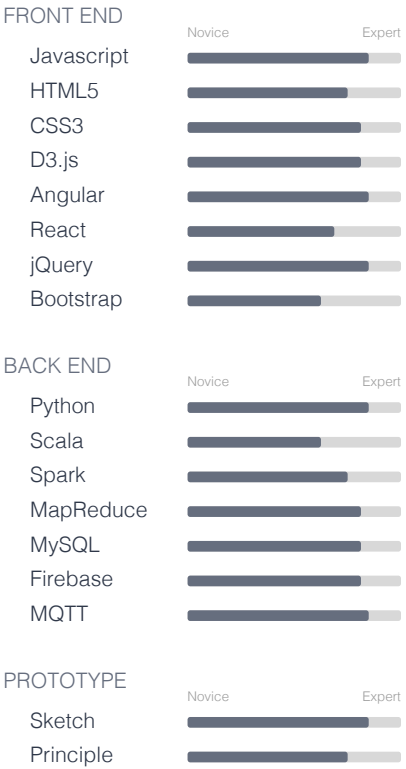 FRONT END
Novice Expert
Javascript
HTML5
CSS3
D3.js
Angular
React
jQuery
Bootstrap
BACK END
Novice Expert
Python
Scala
Spark
MapReduce
MySQL
Firebase
MQTT
PROTOTYPE
Novice Expert
Sketch
Principle